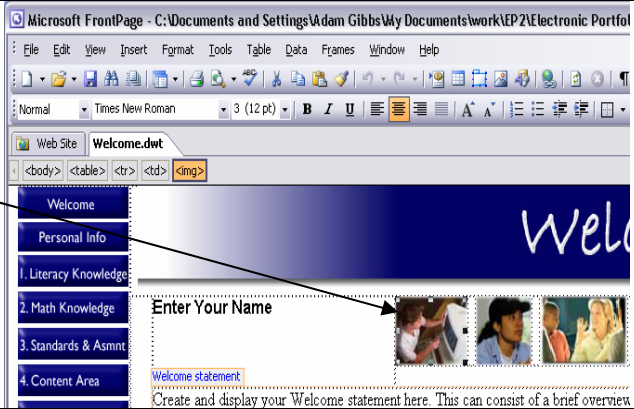 Microsoft FrontPage - C:\Documents and Settings\Adam Gibbs\My Documents\work\EP2\Electronic Portfol
File Edit View Insert Format Tools Table Data Frames Window Help
Normal Times New Roman 3 (12 pt) B I U A A
Web Site Welcome.dwt
<body> <table> <tr> <td> <img>
Welcome
Personal Info
Welc
1. Literacy Knowledge
2. Math Knowledge
Enter Your Name
3. Standards & Asmnt
4. Content Area
Welcome statement
Create and display your Welcome statement here. This can consist of a brief overview